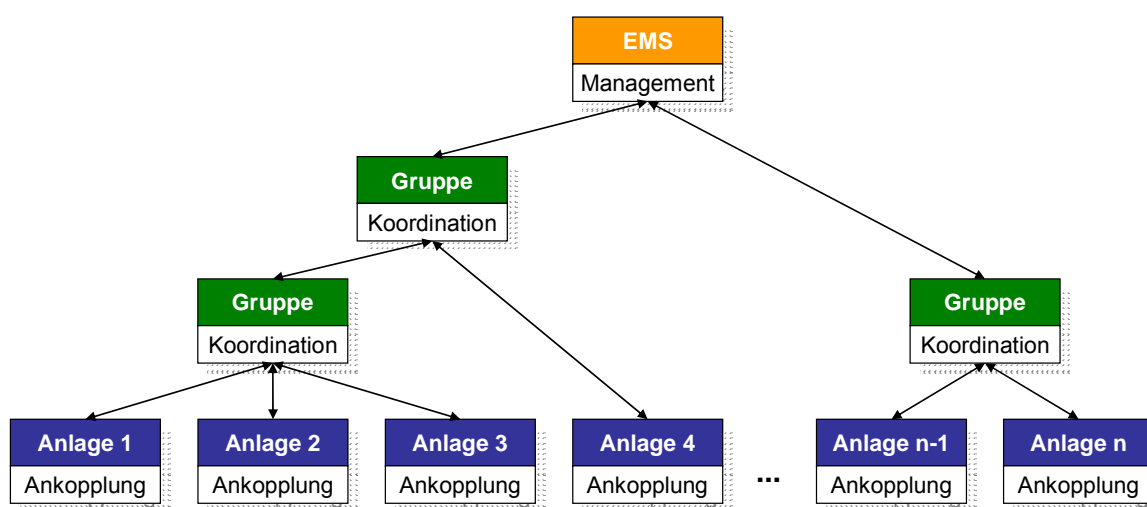 EMS
Management
Gruppe
Koordination
Gruppe
Koordination
Gruppe
Koordination
Anlage 1
Ankopplung
Anlage 2
Ankopplung
Anlage 3
Ankopplung
Anlage 4
Ankopplung
...
Anlage n-1
Ankopplung
Anlage n
Ankopplung